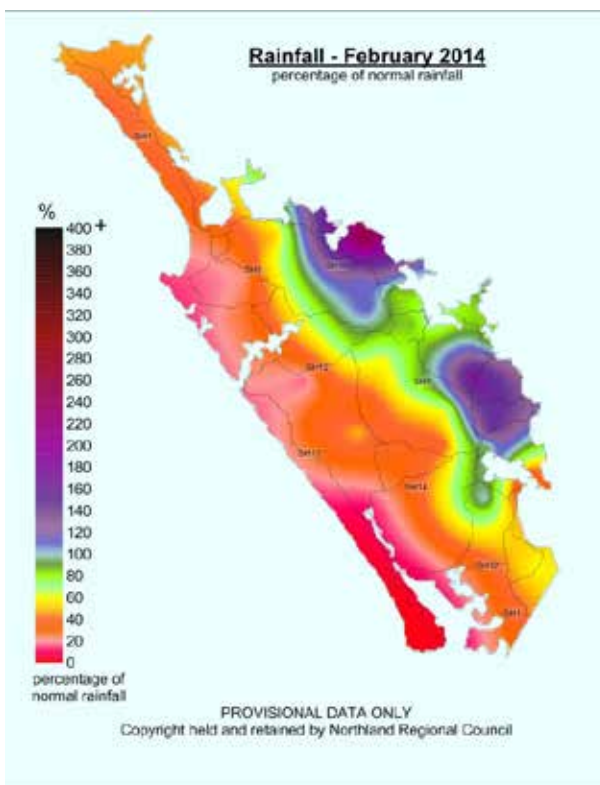 Rainfall - February 2014
percentage of normal rainfall
%
400 +
380
360
340
320
300
280
260
240
220
200
180
160
140
120
100
80
60
40
20
0
percentage of
normal rainfall
SH12
SH14
PROVISIONAL DATA ONLY
Copyright held and retained by Northland Regional Council